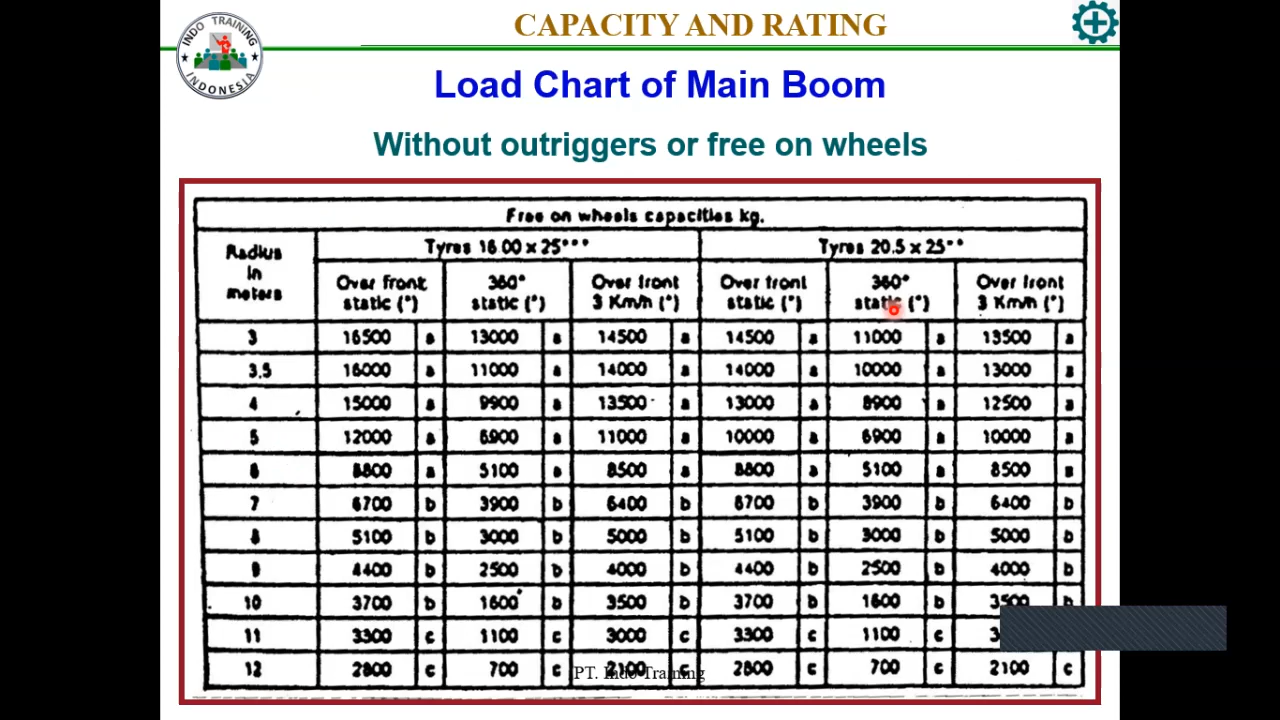 CAPACITY AND RATING
INDO TRAINING
INDONESIA
Load Chart of Main Boom
Without outriggers or free on wheels
Free on wheels capacities kg.
Radius in meters
Tyres 16.00 x 25***
Tyres 20.5 x 25**
Over front static (°)
360° static (°)
Over front 3 Km/h (°)
Over front static (°)
360° static (°)
Over front 3 Km/h (°)
3 16500 a 13000 a 14500 a 14500 a 11000 a 13500 a
3.5 16000 a 11000 a 14000 a 14000 a 10000 a 13000 a
4 15000 a 9900 a 13500 a 13000 a 8900 a 12500 a
5 12000 a 6900 a 11000 a 10000 a 6900 a 10000 a
6 8800 a 5100 a 8500 a 8800 a 5100 a 8500 a
7 6700 b 3900 b 6400 b 6700 b 3900 b 6400 b
8 5100 b 3000 b 5000 b 5100 b 3000 b 5000 b
9 4400 b 2500 b 4000 b 4400 b 2500 b 4000 b
10 3700 b 1600 b 3500 b 3700 b 1600 b 3500 b
11 3300 c 1100 c 3000 c 3300 c 1100 c
12 2800 c 700 c 2100 c 2800 c 700 c 2100 c
PT. Indo Training